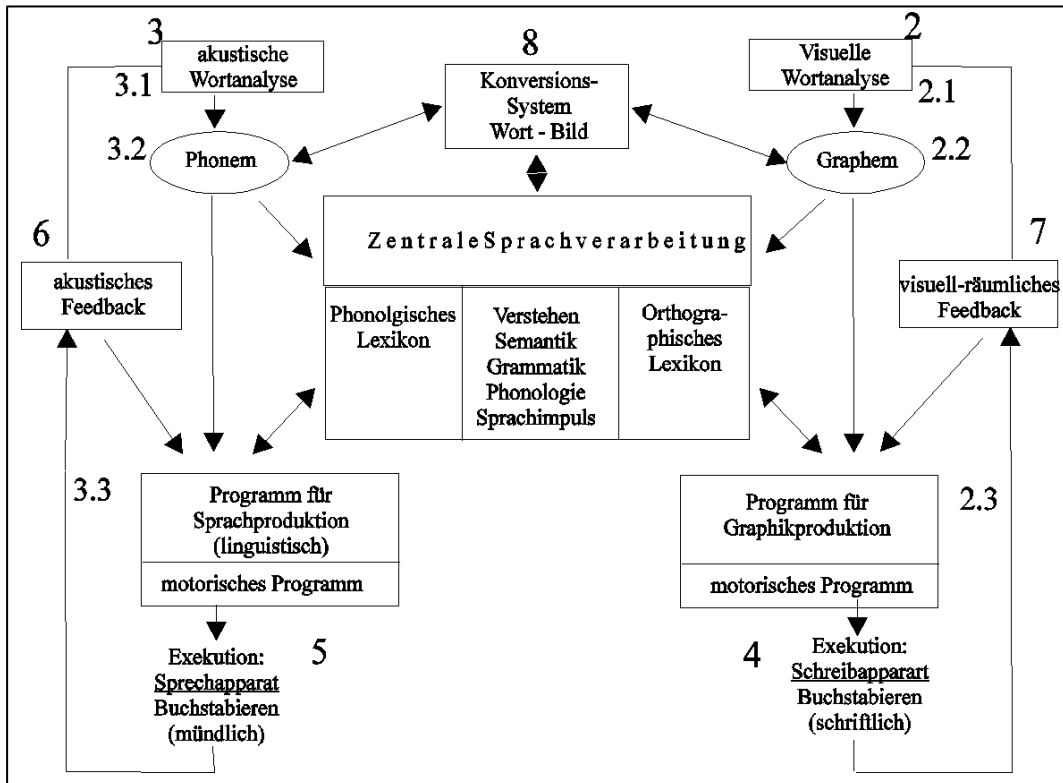 3
akustische
Wortanalyse
3.1
8
Konversions-
System
Wort - Bild
2
Visuelle
Wortanalyse
2.1
3.2
Phonem
Graphem
2.2
Zentrale Sprachverarbeitung
6
akustisches
Feedback
7
visuell-räumliches
Feedback
Phonolgisches
Lexikon
Verstehen
Semantik
Grammatik
Phonologie
Sprachimpuls
Orthogra-
phisches
Lexikon
3.3
Programm für
Sprachproduktion
(linguistisch)
motorisches Programm
2.3
Programm für
Graphikproduktion
motorisches Programm
5
Exekution:
Sprechapparat
Buchstabieren
(mündlich)
4
Exekution:
Schreibapparart
Buchstabieren
(schriftlich)